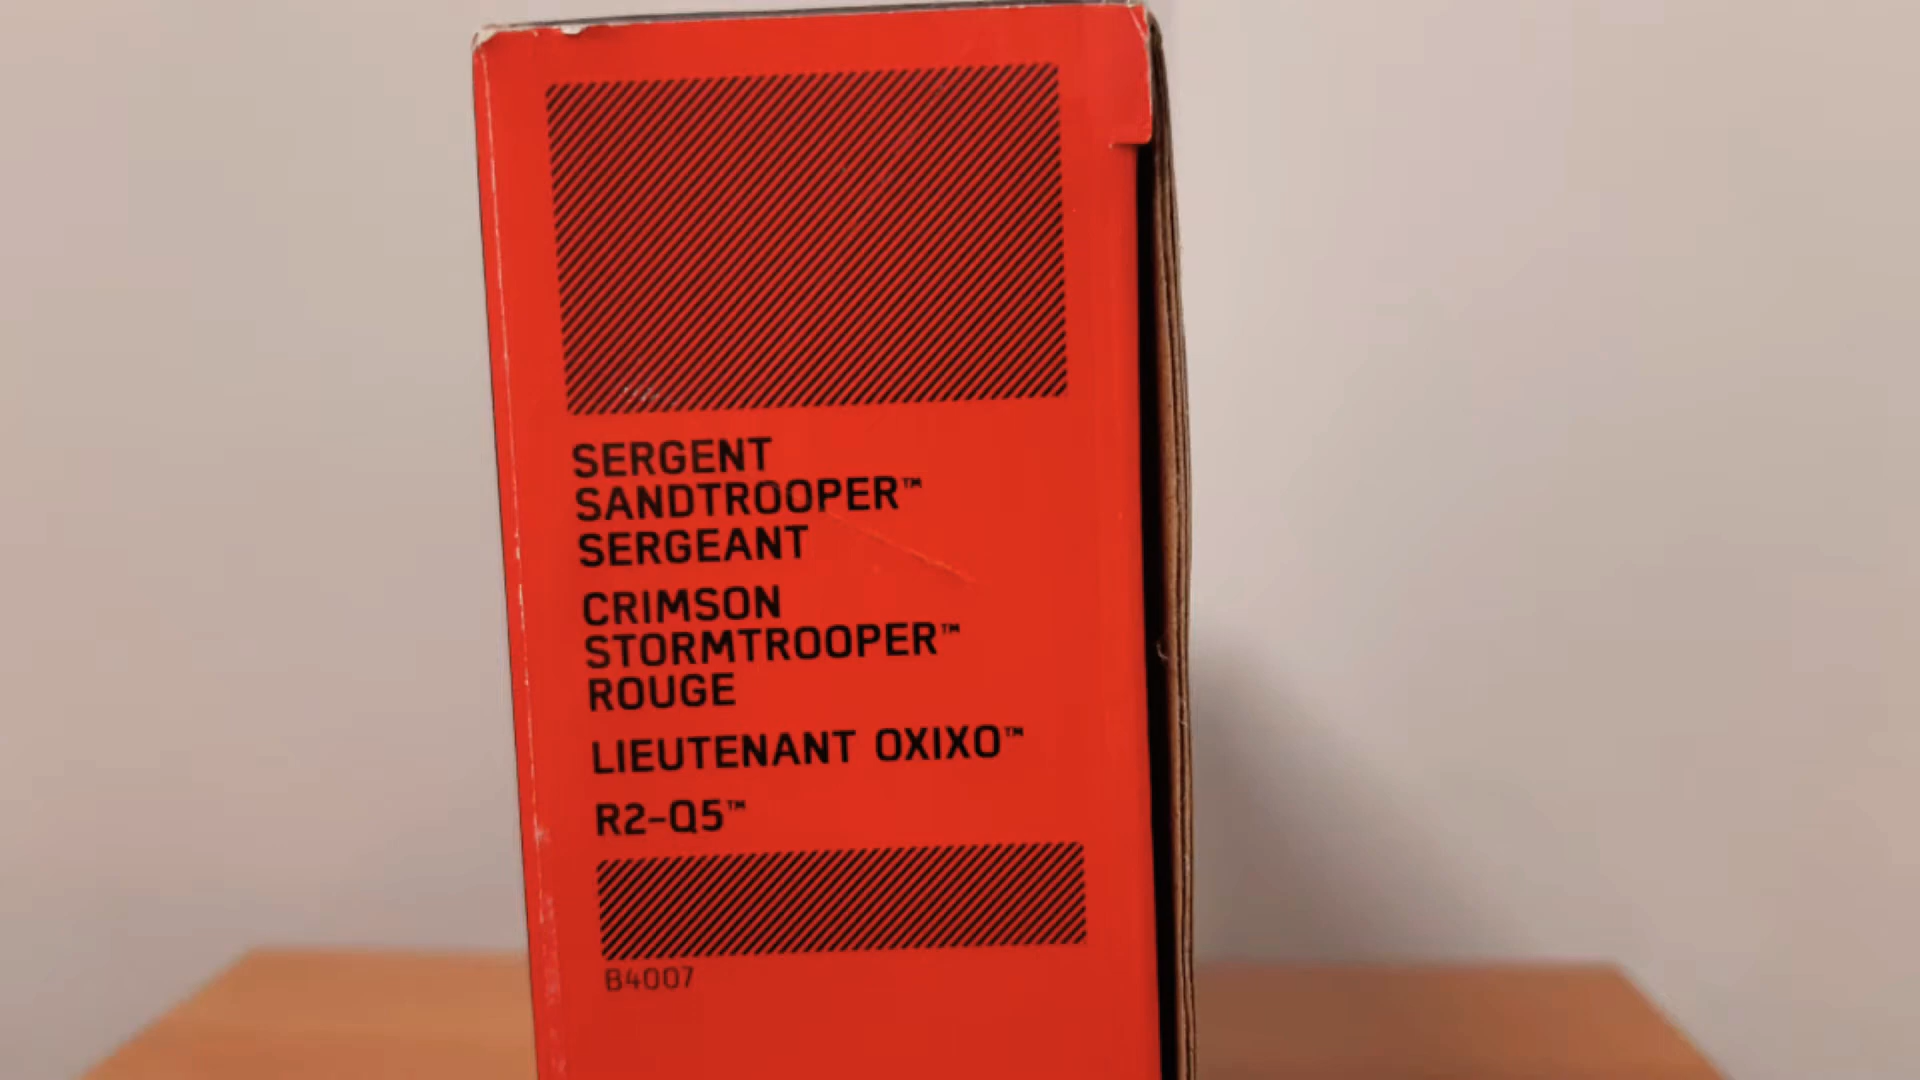 SERGENT
SANDTROOPER™
SERGEANT
CRIMSON
STORMTROOPER™
ROUGE
LIEUTENANT OXIXO™
R2-Q5™
B4007